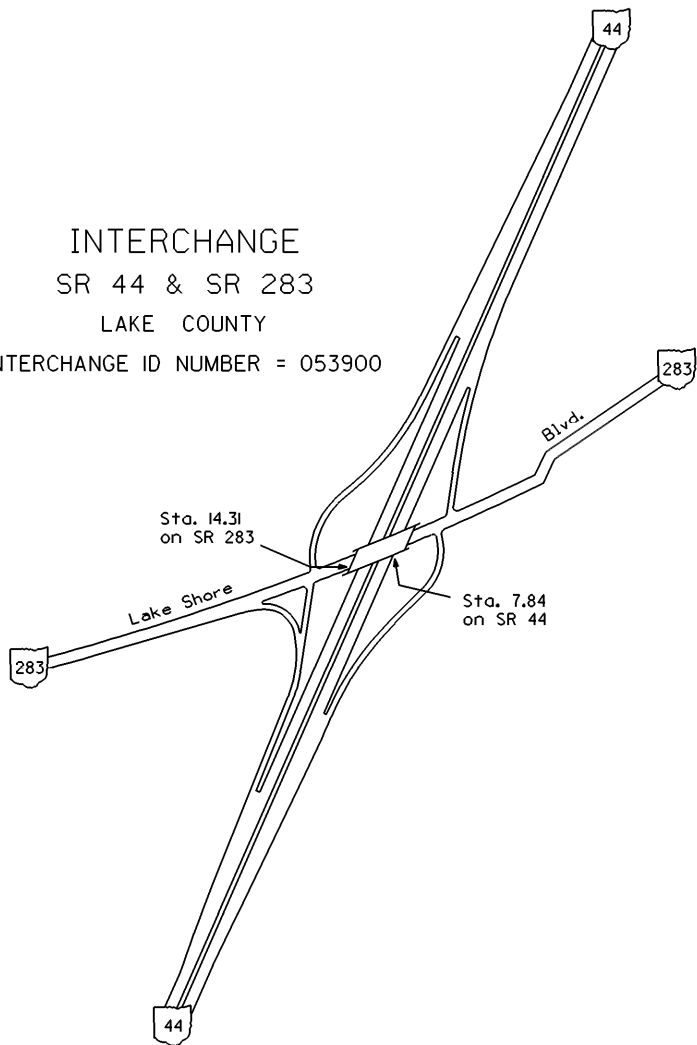 44
INTERCHANGE
SR 44 & SR 283
LAKE COUNTY
NTERCHANGE ID NUMBER = 053900
283
Blvd.
Sta. 14.31
on SR 283
Lake Shore
Sta. 7.84
on SR 44
283
44